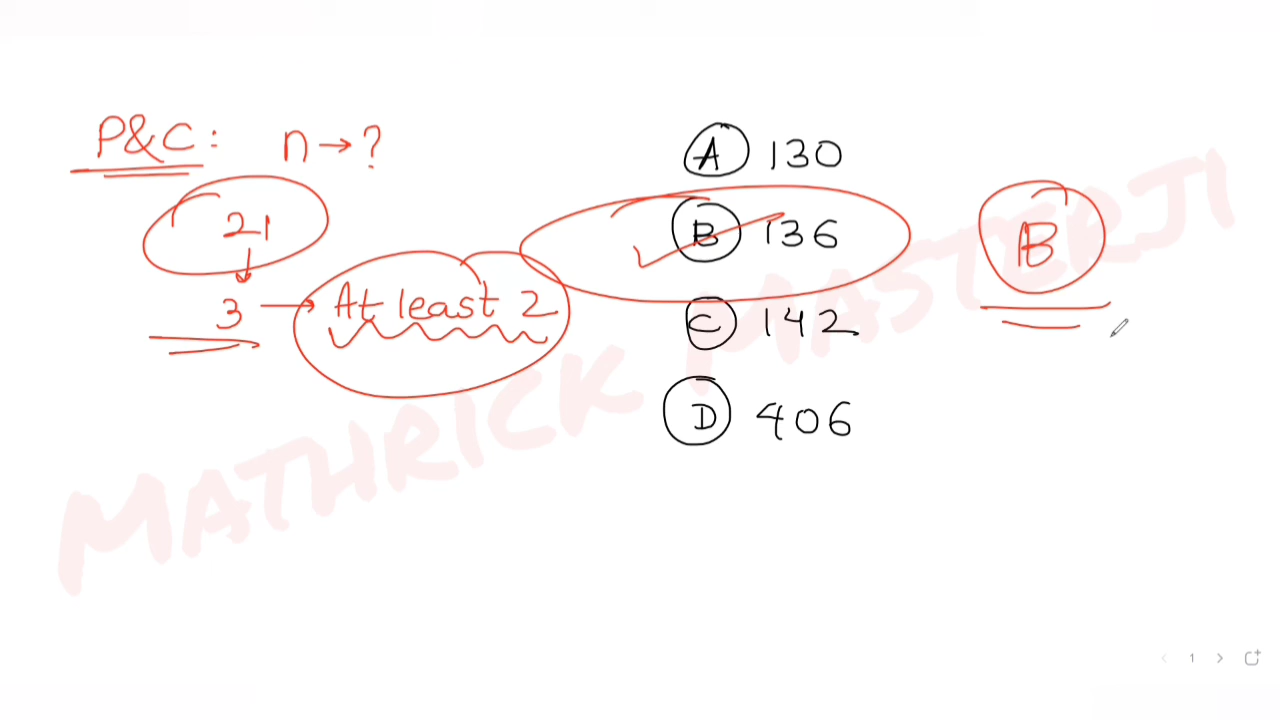 P&C: n → ?
21
3 → At least 2
A 130
B 136
C 142
D 406
B
MATHRICK MASTERJI
1